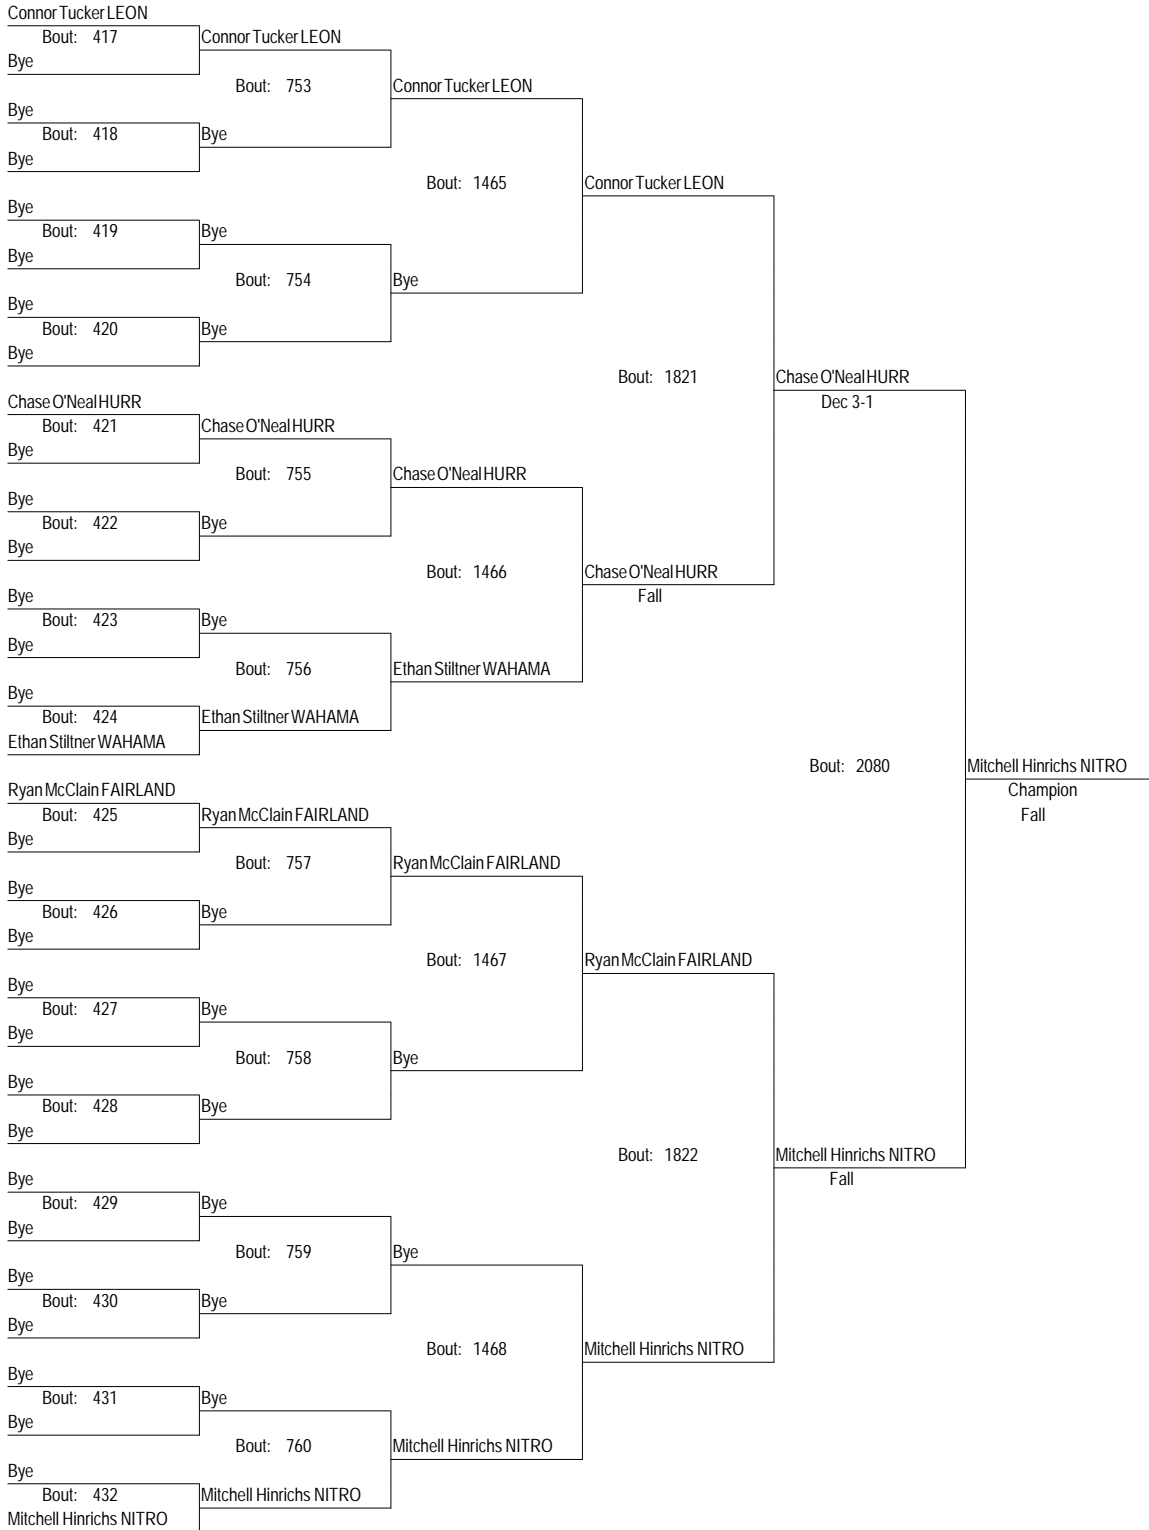 Connor Tucker LEON
Bout: 417 Connor Tucker LEON
Bye
Bout: 753 Connor Tucker LEON
Bye
Bout: 418 Bye
Bye
Bout: 1465 Connor Tucker LEON
Bye
Bout: 419 Bye
Bye
Bout: 754 Bye
Bye
Bout: 420 Bye
Bye
Bout: 1821 Chase O'Neal HURR
Dec 3-1
Chase O'Neal HURR
Bout: 421 Chase O'Neal HURR
Bye
Bout: 755 Chase O'Neal HURR
Bye
Bout: 422 Bye
Bye
Bout: 1466 Chase O'Neal HURR
Fall
Bye
Bout: 423 Bye
Bye
Bout: 756 Ethan Stiltner WAHAMA
Bye
Bout: 424 Ethan Stiltner WAHAMA
Ethan Stiltner WAHAMA
Bout: 2080 Mitchell Hinrichs NITRO
Champion
Fall
Ryan McClain FAIRLAND
Bout: 425 Ryan McClain FAIRLAND
Bye
Bout: 757 Ryan McClain FAIRLAND
Bye
Bout: 426 Bye
Bye
Bout: 1467 Ryan McClain FAIRLAND
Bye
Bout: 427 Bye
Bye
Bout: 758 Bye
Bye
Bout: 428 Bye
Bye
Bout: 1822 Mitchell Hinrichs NITRO
Fall
Bye
Bout: 429 Bye
Bye
Bout: 759 Bye
Bye
Bout: 430 Bye
Bye
Bout: 1468 Mitchell Hinrichs NITRO
Bye
Bout: 431 Bye
Bye
Bout: 760 Mitchell Hinrichs NITRO
Bye
Bout: 432 Mitchell Hinrichs NITRO
Mitchell Hinrichs NITRO